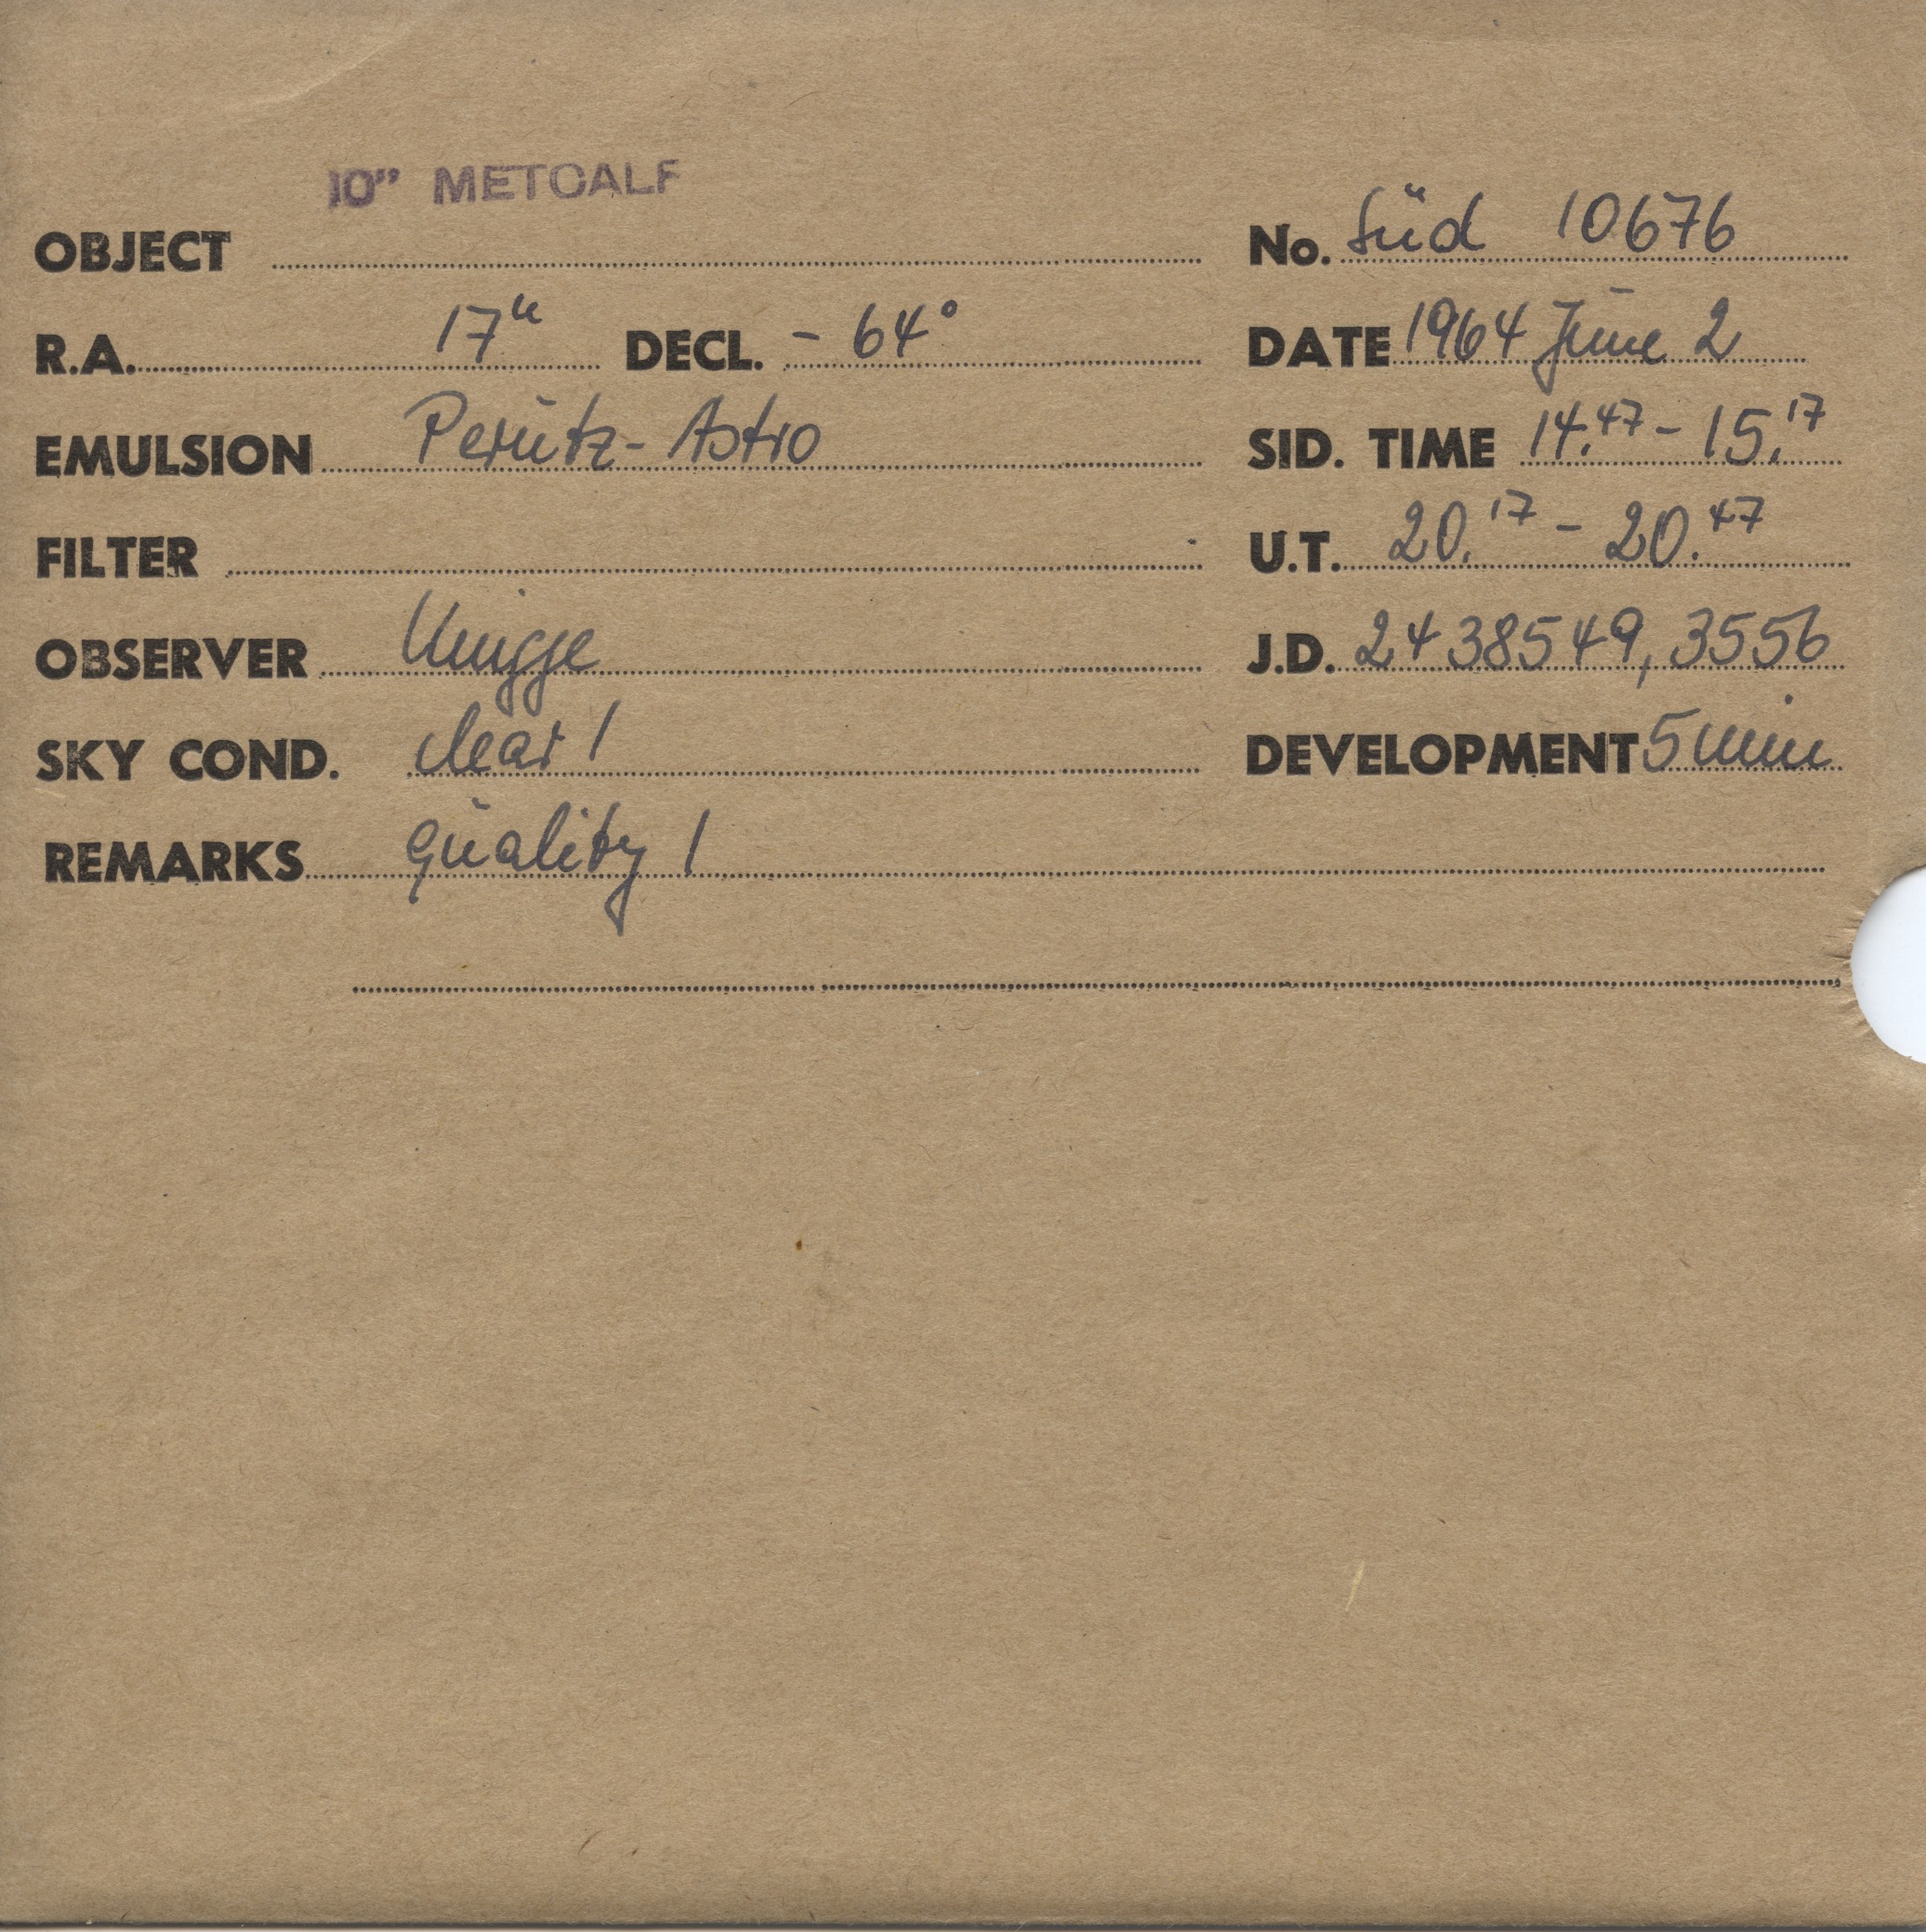 10" METCALF
OBJECT No. Süd 10676
R.A. 17h DECL. - 64° DATE 1964 June 2
EMULSION Perutz-Astro SID. TIME 14.47 - 15.17
FILTER U.T. 20.17 - 20.47
OBSERVER Knigge J.D. 2438549,3556
SKY COND. clear 1 DEVELOPMENT 5 min
REMARKS quality 1